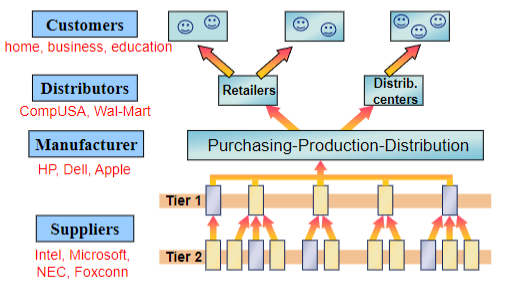 Customers
home, business, education
Distributors
CompUSA, Wal-Mart
Retailers
Distrib.
centers
Manufacturer
HP, Dell, Apple
Purchasing-Production-Distribution
Tier 1
Suppliers
Intel, Microsoft,
NEC, Foxconn
Tier 2